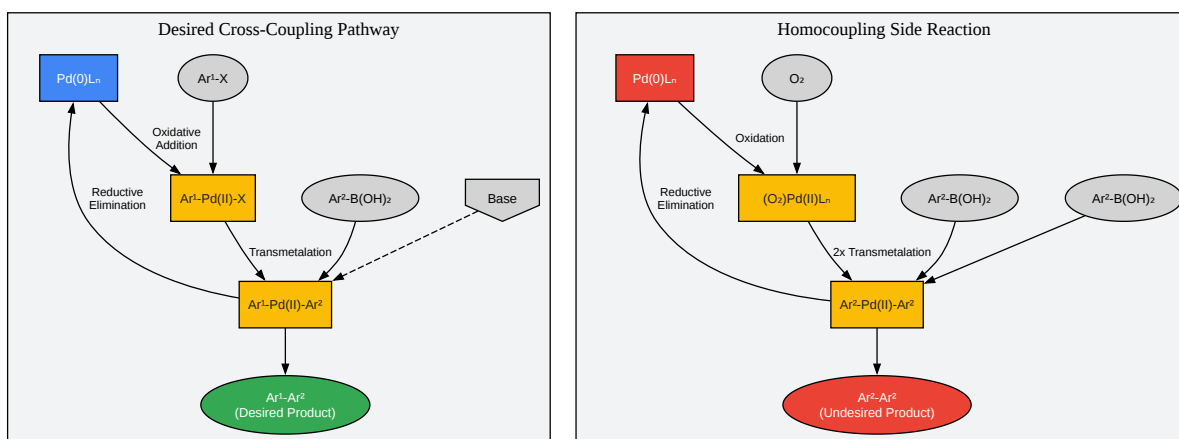 Desired Cross-Coupling Pathway
Pd(0)Lₙ
Ar¹-X
Oxidative
Addition
Reductive
Elimination
Ar¹-Pd(II)-X
Ar²-B(OH)₂
Base
Transmetalation
Ar¹-Pd(II)-Ar²
Ar¹-Ar²
(Desired Product)
Homocoupling Side Reaction
Pd(0)Lₙ
O₂
Oxidation
Reductive
Elimination
(O₂)Pd(II)Lₙ
Ar²-B(OH)₂
Ar²-B(OH)₂
2x Transmetalation
Ar²-Pd(II)-Ar²
Ar²-Ar²
(Undesired Product)